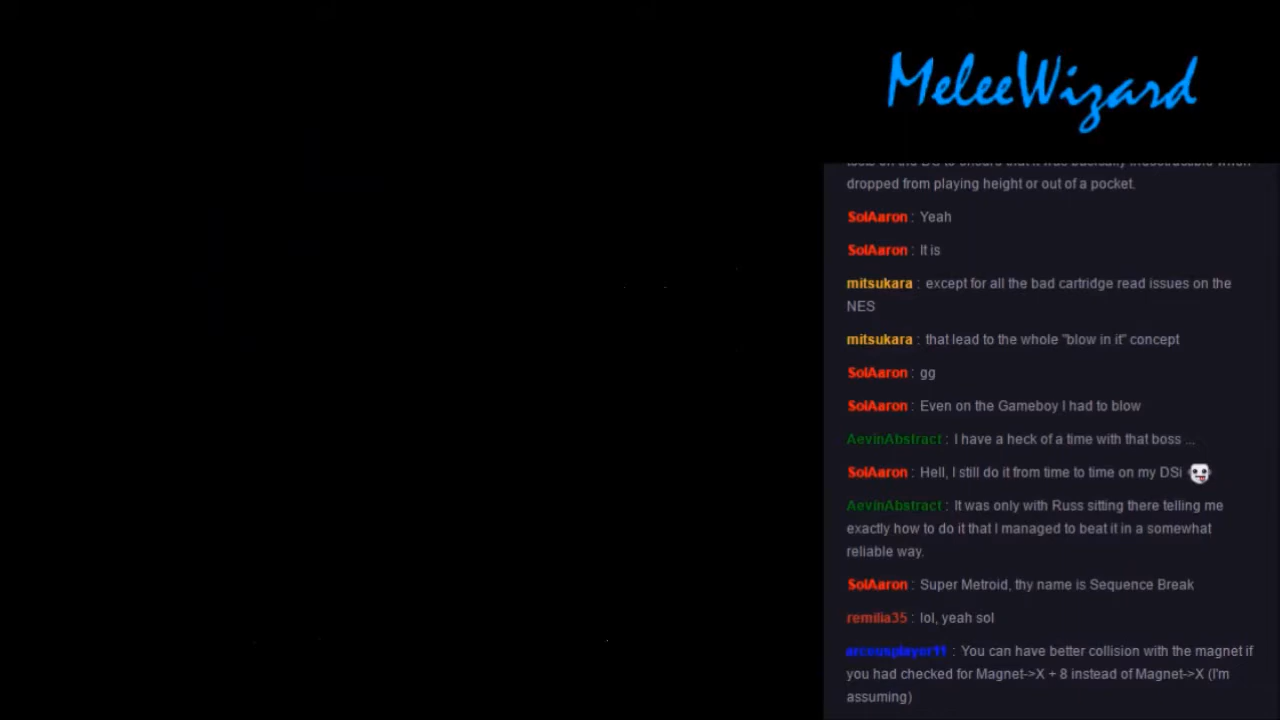 MeleeWizard
dropped from playing height or out of a pocket.
SolAaron : Yeah
SolAaron : It is
mitsukara : except for all the bad cartridge read issues on the
NES
mitsukara : that lead to the whole "blow in it" concept
SolAaron : gg
SolAaron : Even on the Gameboy I had to blow
AevinAbstract : I have a heck of a time with that boss ...
SolAaron : Hell, I still do it from time to time on my DSi
AevinAbstract : It was only with Russ sitting there telling me
exactly how to do it that I managed to beat it in a somewhat
reliable way.
SolAaron : Super Metroid, thy name is Sequence Break
remilia35 : lol, yeah sol
: You can have better collision with the magnet if
you had checked for Magnet->X + 8 instead of Magnet->X (I'm
assuming)